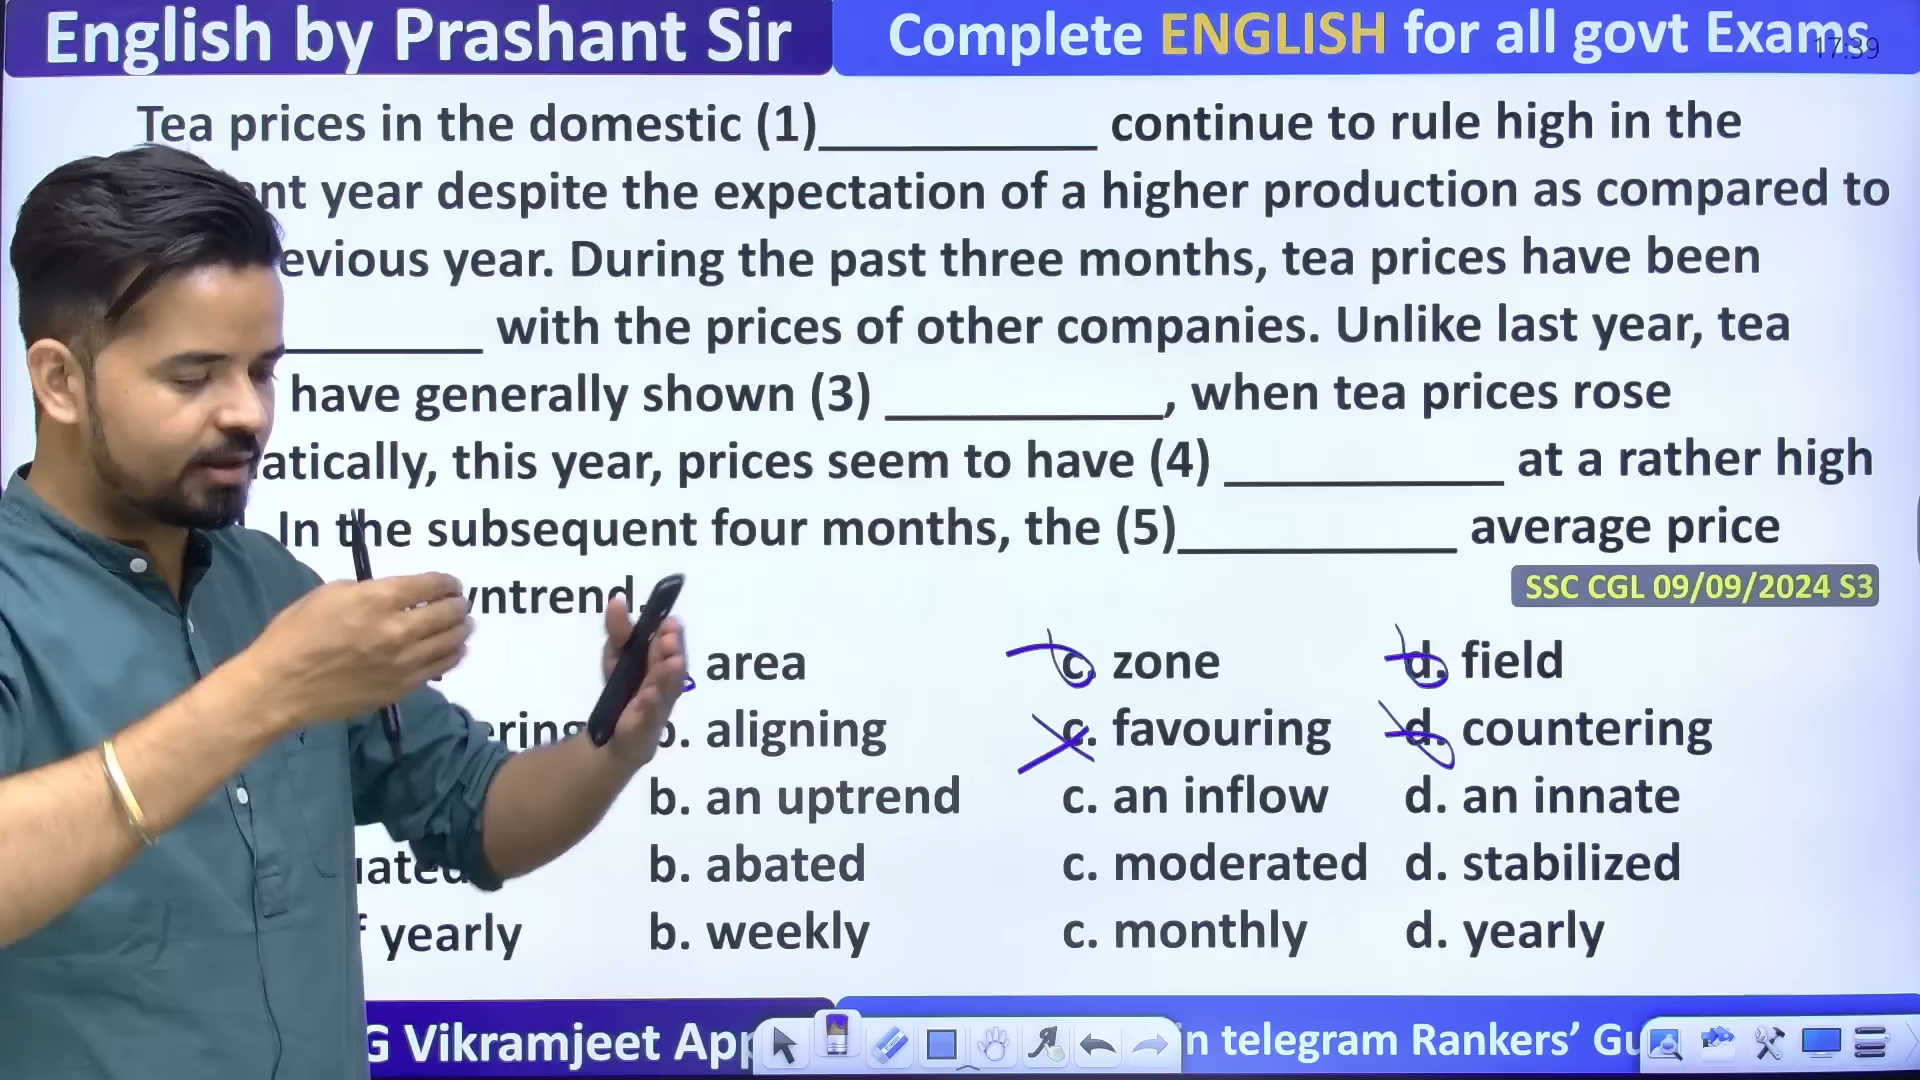 English by Prashant Sir
Complete ENGLISH for all govt Exams
17:39
Tea prices in the domestic (1)__________ continue to rule high in the
year despite the expectation of a higher production as compared to
year. During the past three months, tea prices have been
__________ with the prices of other companies. Unlike last year, tea
have generally shown (3) __________, when tea prices rose
this year, prices seem to have (4) __________ at a rather high
In the subsequent four months, the (5)__________ average price
SSC CGL 09/09/2024 S3
area c. zone d. field
b. aligning c. favouring d. countering
b. an uptrend c. an inflow d. an innate
b. abated c. moderated d. stabilized
yearly b. weekly c. monthly d. yearly
Vikramjeet App
in telegram Rankers’